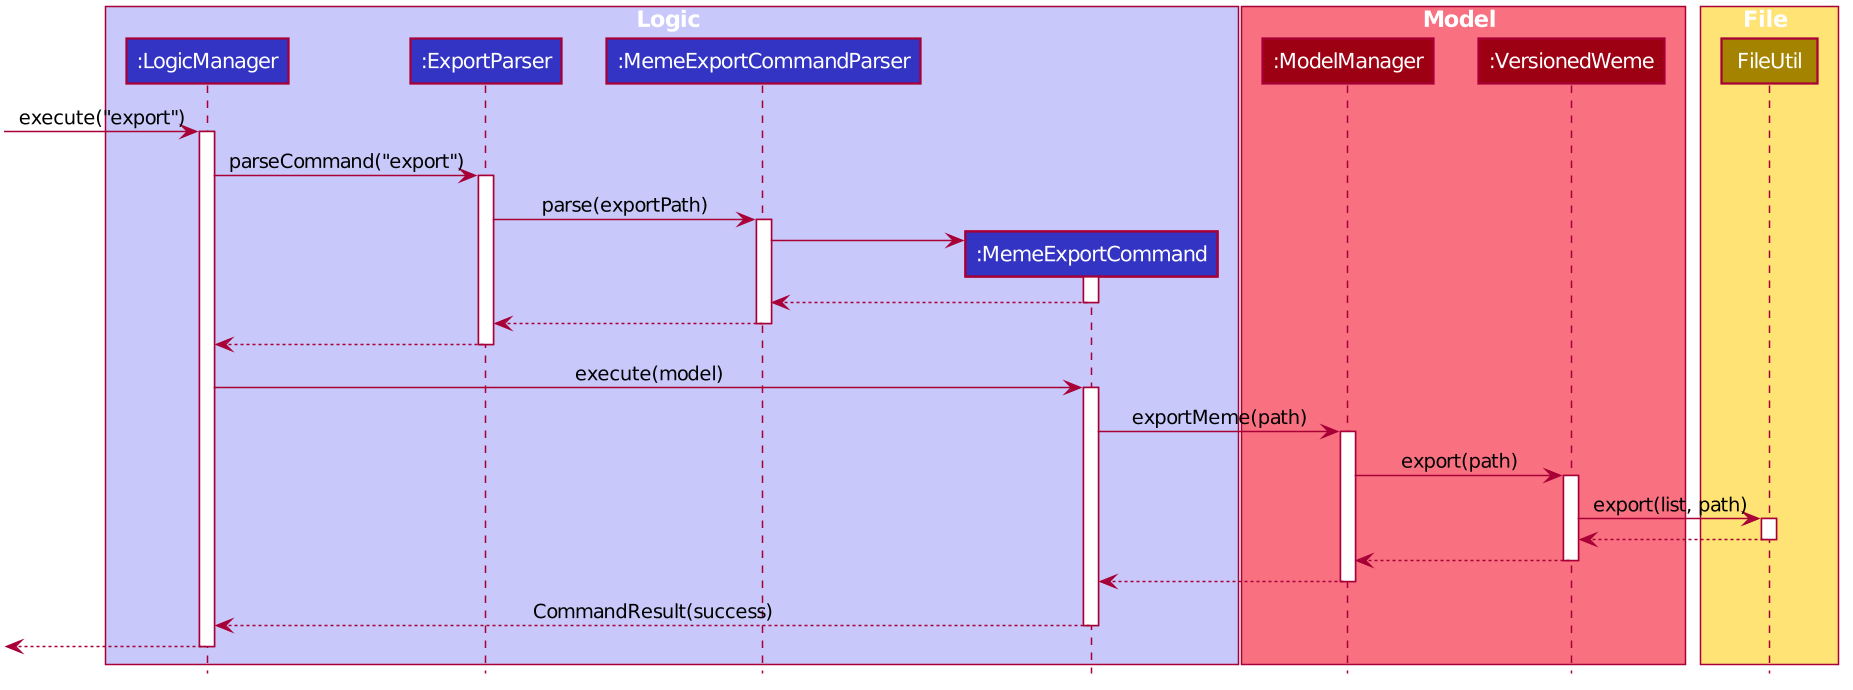 Logic
Model
File
:LogicManager
:ExportParser
:MemeExportCommandParser
:ModelManager
:VersionedWeme
FileUtil
execute("export")
parseCommand("export")
parse(exportPath)
:MemeExportCommand
execute(model)
exportMeme(path)
export(path)
export(list, path)
CommandResult(success)